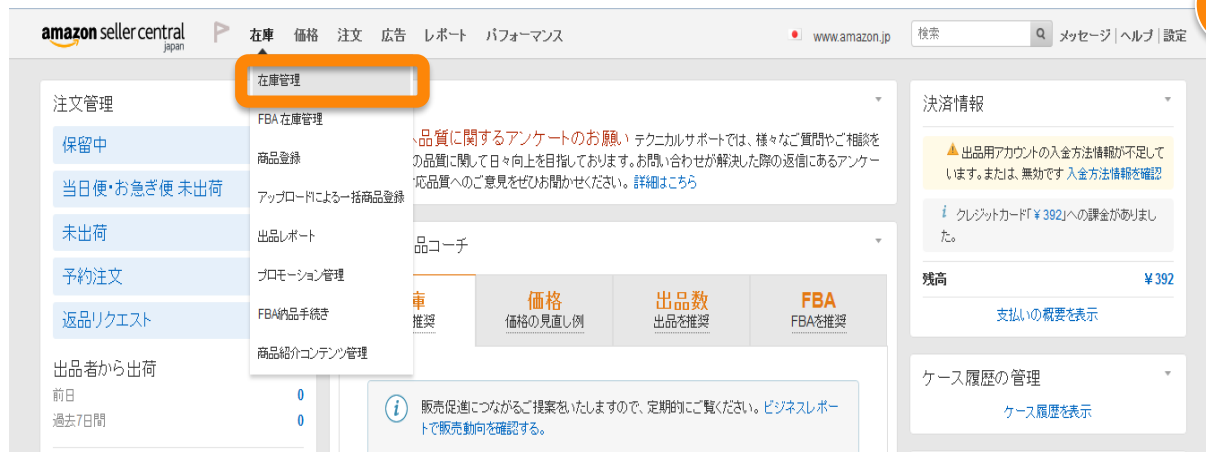 amazon seller central
japan
在庫 価格 注文 広告 レポート パフォーマンス
www.amazon.jp
検索
メッセージ | ヘルプ | 設定
在庫管理
FBA 在庫管理
商品登録
アップロードによる一括商品登録
出品レポート
プロモーション管理
FBA納品手続き
商品紹介コンテンツ管理
注文管理
保留中
当日便・お急ぎ便 未出荷
未出荷
予約注文
返品リクエスト
出品者から出荷
前日 0
過去7日間 0
品質に関するアンケートのお願い テクニカルサポートでは、様々なご質問やご相談を
の品質に関して日々向上を目指しております。お問い合わせが解決した際の返信にあるアンケー
応品質へのご意見をぜひお聞かせください。 詳細はこちら
品コーチ
庫
推奨
価格
価格の見直し例
出品数
出品を推奨
FBA
FBAを推奨
販売促進につながるご提案をいたしますので、定期的にご覧ください。 ビジネスレポー
トで販売動向を確認する。
決済情報
出品用アカウントの入金方法情報が不足して
います。または、無効です 入金方法情報を確認
クレジットカード「¥ 392」への課金がありまし
た。
残高 ¥ 392
支払いの概要を表示
ケース履歴の管理
ケース履歴を表示